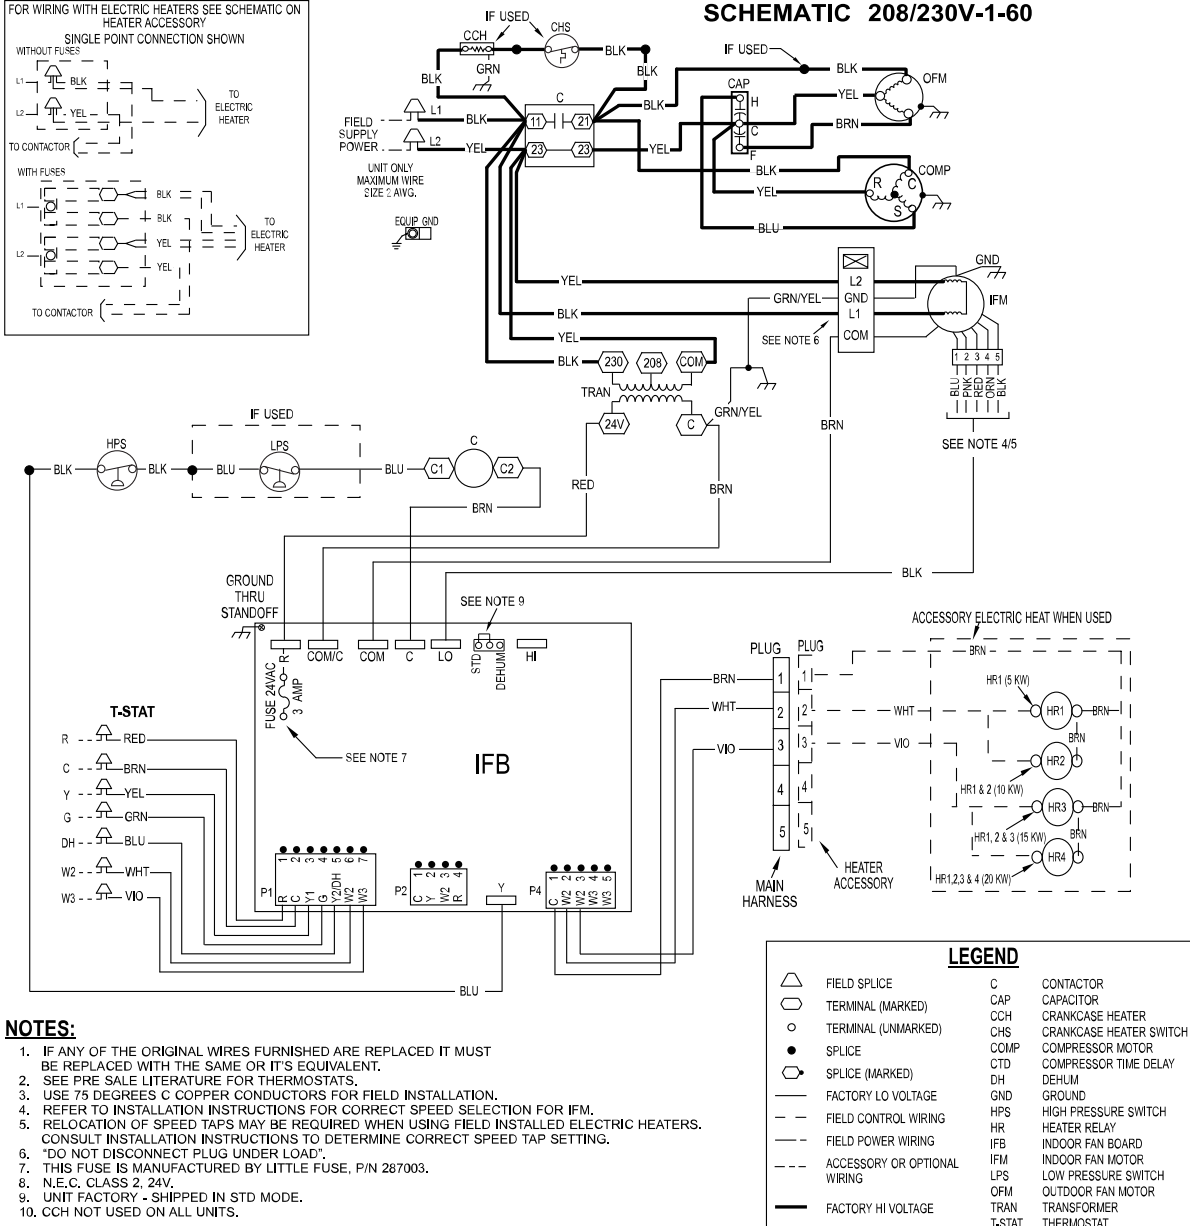 FOR WIRING WITH ELECTRIC HEATERS SEE SCHEMATIC ON
HEATER ACCESSORY
SINGLE POINT CONNECTION SHOWN
WITHOUT FUSES
L1
BLK
L2
YEL
TO
ELECTRIC
HEATER
TO CONTACTOR
WITH FUSES
L1
BLK
BLK
L2
YEL
YEL
TO
ELECTRIC
HEATER
TO CONTACTOR
SCHEMATIC 208/230V-1-60
IF USED
CCH
CHS
BLK
GRN
BLK
BLK
IF USED
BLK
OFM
CAP
H
C
F
YEL
BRN
FIELD
SUPPLY
POWER
L1
BLK
L2
YEL
C
11
21
23
23
BLK
YEL
UNIT ONLY
MAXIMUM WIRE
SIZE 2 AWG.
BLK
YEL
BLU
COMP
R
C
S
EQUIP GND
YEL
GRN/YEL
BLK
YEL
BLK
SEE NOTE 6
L2
GND
L1
COM
GND
IFM
1 2 3 4 5
BLU
PNK
RED
ORN
BLK
SEE NOTE 4/5
230
208
COM
TRAN
24V
C
GRN/YEL
BRN
RED
BRN
IF USED
HPS
BLK
BLK
BLU
LPS
BLU
C1
C
C2
BRN
BLK
GROUND
THRU
STANDOFF
SEE NOTE 9
R
COM/C
COM
C
LO
STD
DEHUM
HI
FUSE 24VAC
3 AMP
SEE NOTE 7
IFB
T-STAT
R
RED
C
BRN
Y
YEL
G
GRN
DH
BLU
W2
WHT
W3
VIO
P1
1 2 3 4 5 6 7
R
C
Y1
G
Y2/DH
W2
W3
P2
1 2 3 4
C
Y
W2
R
Y
P4
1 2 3 4 5
C
W2
W2
W3
W3
BLU
PLUG
PLUG
BRN
1
1
WHT
2
2
VIO
3
3
4
4
5
5
MAIN
HARNESS
HEATER
ACCESSORY
ACCESSORY ELECTRIC HEAT WHEN USED
BRN
HR1 (5 KW)
WHT
HR1
BRN
BRN
VIO
HR2
HR1 & 2 (10 KW)
HR3
BRN
HR1, 2 & 3 (15 KW)
BRN
HR4
HR1,2,3 & 4 (20 KW)
NOTES:
1. IF ANY OF THE ORIGINAL WIRES FURNISHED ARE REPLACED IT MUST
BE REPLACED WITH THE SAME OR IT'S EQUIVALENT.
2. SEE PRE SALE LITERATURE FOR THERMOSTATS.
3. USE 75 DEGREES C COPPER CONDUCTORS FOR FIELD INSTALLATION.
4. REFER TO INSTALLATION INSTRUCTIONS FOR CORRECT SPEED SELECTION FOR IFM.
5. RELOCATION OF SPEED TAPS MAY BE REQUIRED WHEN USING FIELD INSTALLED ELECTRIC HEATERS.
CONSULT INSTALLATION INSTRUCTIONS TO DETERMINE CORRECT SPEED TAP SETTING.
6. "DO NOT DISCONNECT PLUG UNDER LOAD".
7. THIS FUSE IS MANUFACTURED BY LITTLE FUSE, P/N 287003.
8. N.E.C. CLASS 2, 24V.
9. UNIT FACTORY - SHIPPED IN STD MODE.
10. CCH NOT USED ON ALL UNITS.
LEGEND
FIELD SPLICE
TERMINAL (MARKED)
TERMINAL (UNMARKED)
SPLICE
SPLICE (MARKED)
FACTORY LO VOLTAGE
FIELD CONTROL WIRING
FIELD POWER WIRING
ACCESSORY OR OPTIONAL
WIRING
FACTORY HI VOLTAGE
C CONTACTOR
CAP CAPACITOR
CCH CRANKCASE HEATER
CHS CRANKCASE HEATER SWITCH
COMP COMPRESSOR MOTOR
CTD COMPRESSOR TIME DELAY
DH DEHUM
GND GROUND
HPS HIGH PRESSURE SWITCH
HR HEATER RELAY
IFB INDOOR FAN BOARD
IFM INDOOR FAN MOTOR
LPS LOW PRESSURE SWITCH
OFM OUTDOOR FAN MOTOR
TRAN TRANSFORMER
T-STAT THERMOSTAT